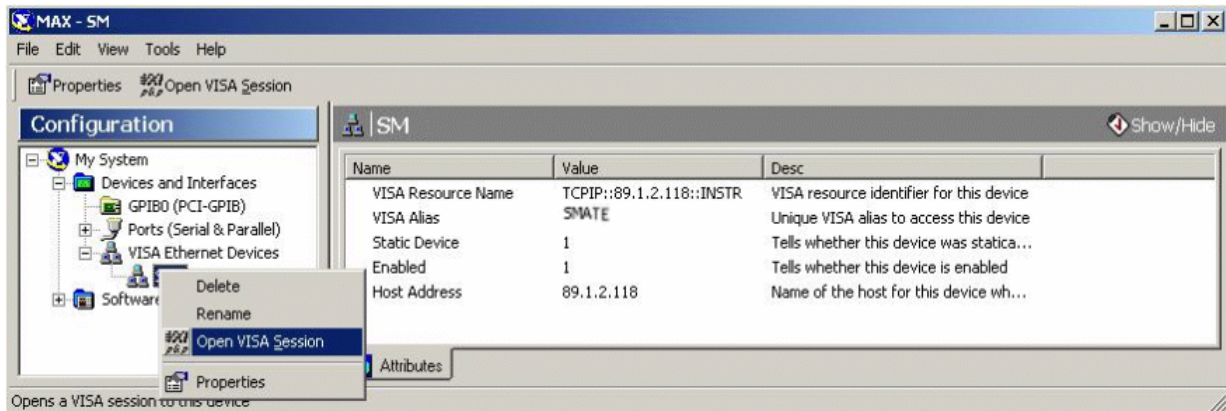 MAX - SM
File Edit View Tools Help
Properties Open VISA Session
Configuration
My System
Devices and Interfaces
GPIB0 (PCI-GPIB)
Ports (Serial & Parallel)
VISA Ethernet Devices
Software
Delete
Rename
Open VISA Session
Properties
SM Show/Hide
Name Value Desc
VISA Resource Name TCPIP::89.1.2.118::INSTR VISA resource identifier for this device
VISA Alias SMATE Unique VISA alias to access this device
Static Device 1 Tells whether this device was statica...
Enabled 1 Tells whether this device is enabled
Host Address 89.1.2.118 Name of the host for this device wh...
Attributes
Opens a VISA session to this device